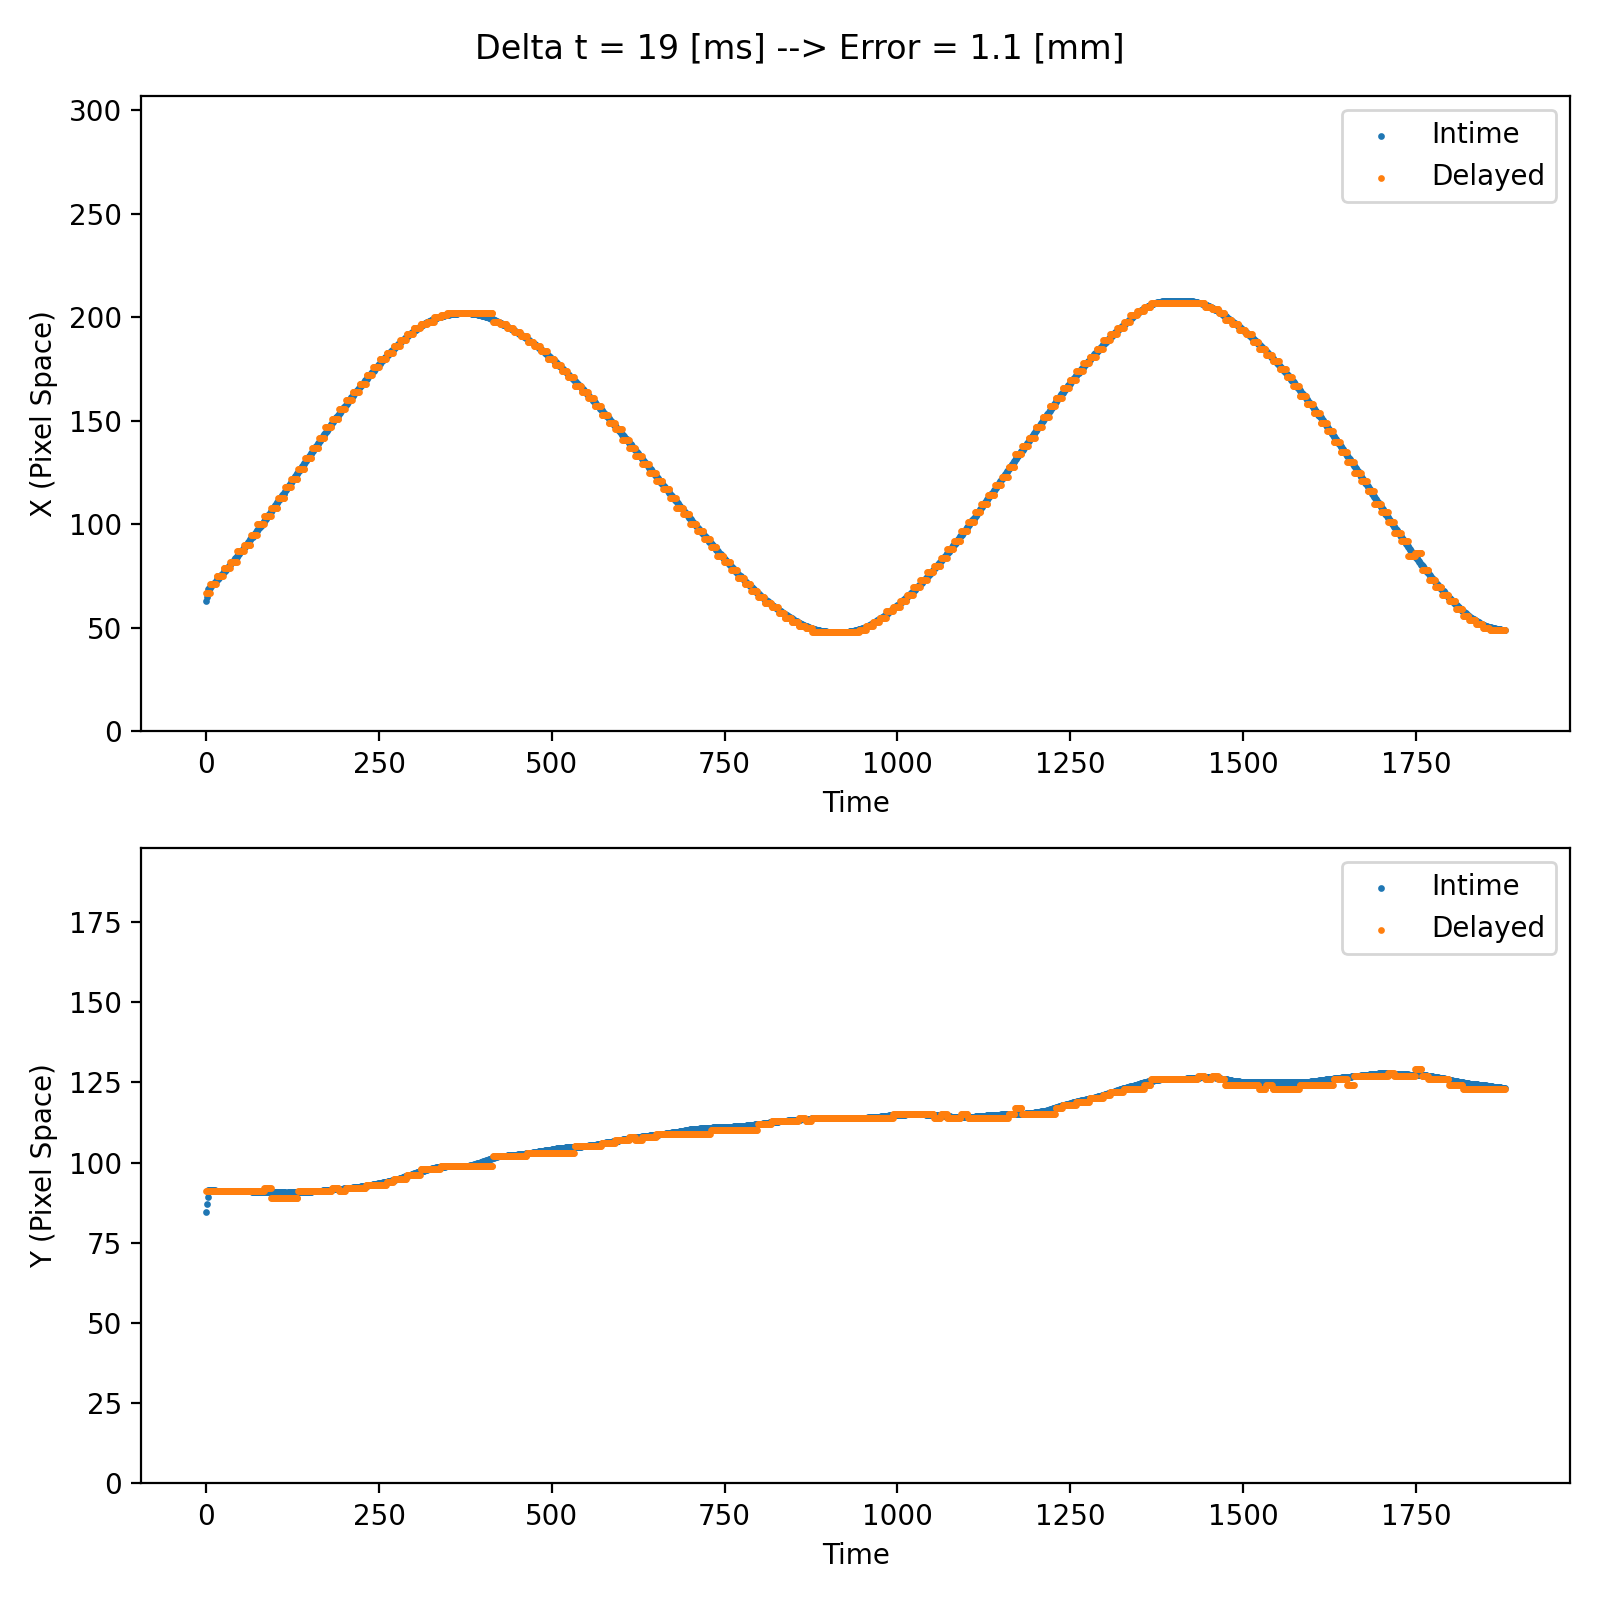 Delta t = 19 [ms] --> Error = 1.1 [mm]
300
250
200
150
100
50
0
X (Pixel Space)
Intime
Delayed
0 250 500 750 1000 1250 1500 1750
Time
175
150
125
100
75
50
25
0
Y (Pixel Space)
Intime
Delayed
0 250 500 750 1000 1250 1500 1750
Time